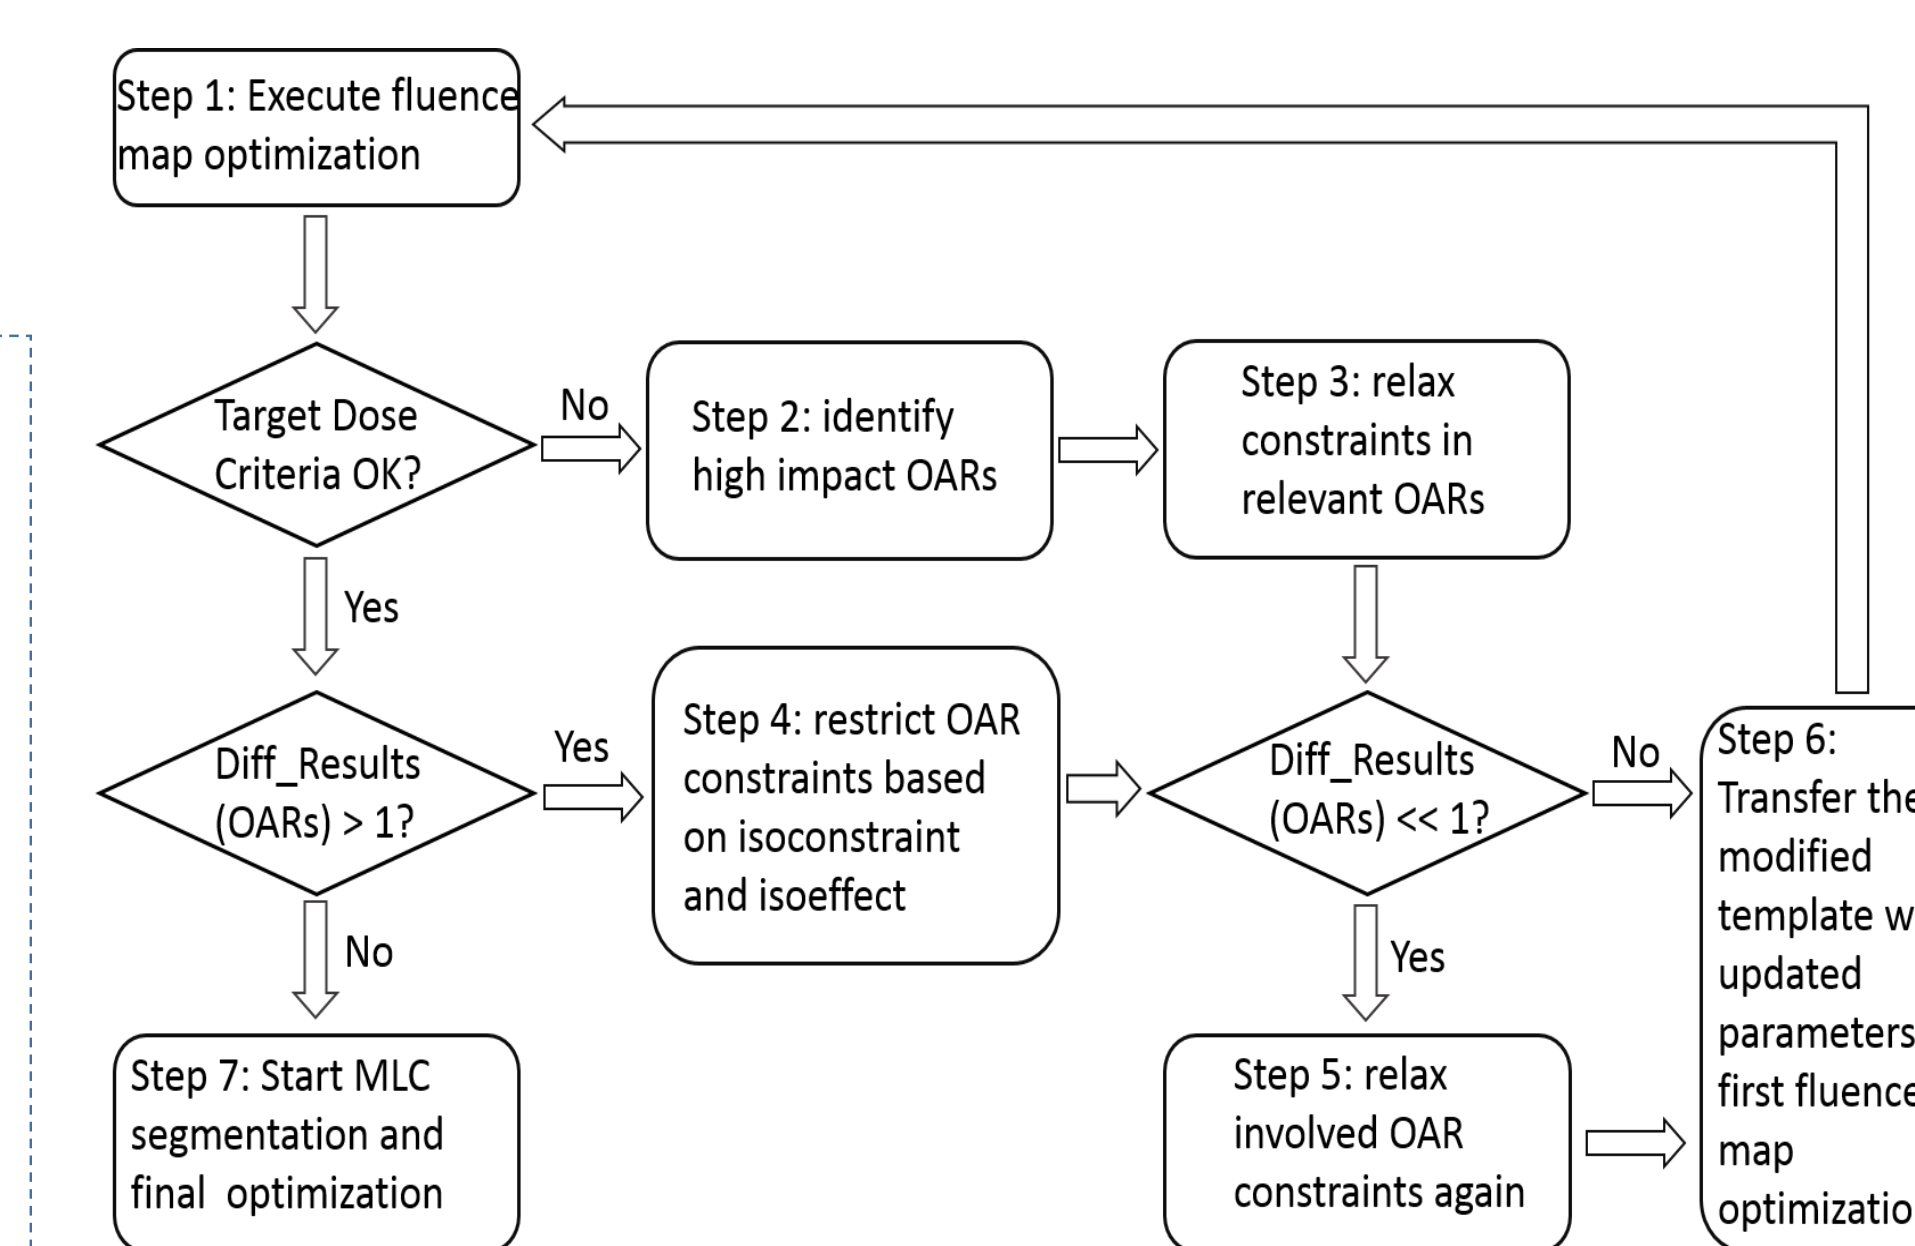 Step 1: Execute fluence
map optimization
Target Dose
Criteria OK?
No
Step 2: identify
high impact OARs
Step 3: relax
constraints in
relevant OARs
Yes
Diff_Results
(OARs) > 1?
Yes
Step 4: restrict OAR
constraints based
on isoconstraint
and isoeffect
Diff_Results
(OARs) << 1?
No
Step 6:
Transfer the
modified
template w
updated
parameters
first fluence
map
optimizatio
No
Yes
Step 7: Start MLC
segmentation and
final optimization
Step 5: relax
involved OAR
constraints again